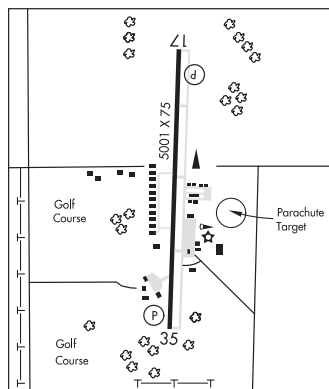 17
P
5001 X 75
Golf
Course
Parachute
Target
P
35
Golf
Course